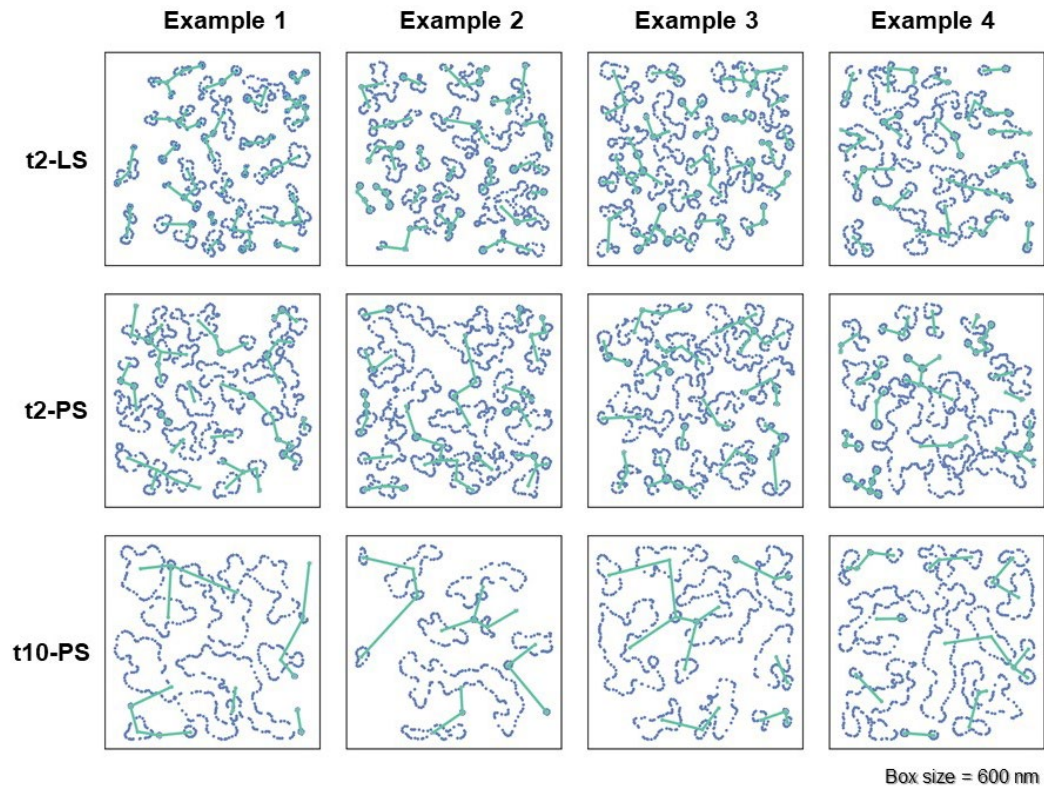 Example 1 Example 2 Example 3 Example 4
t2-LS
t2-PS
t10-PS
Box size = 600 nm